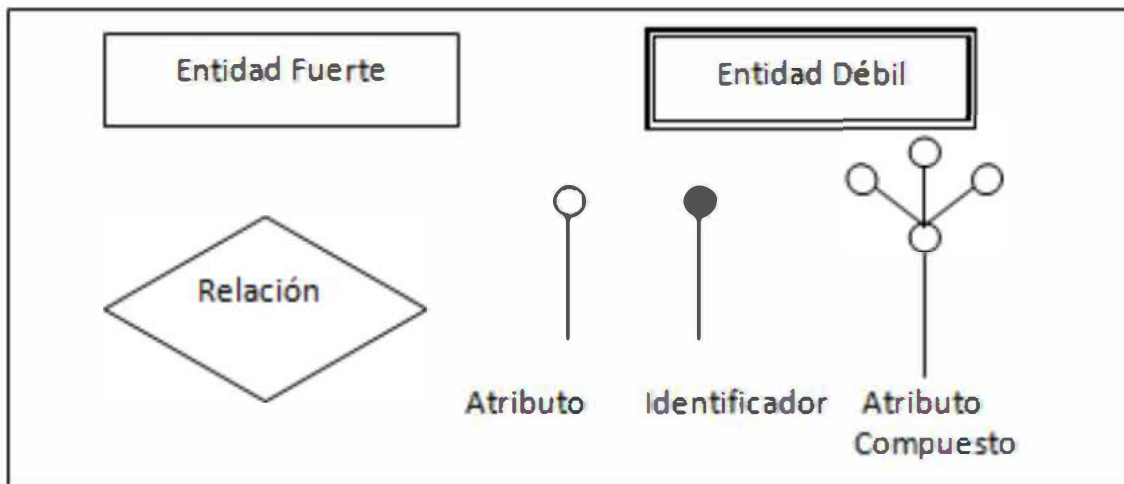 Entidad Fuerte
Entidad Débil
Relación
Atributo
Identificador
Atributo
Compuesto